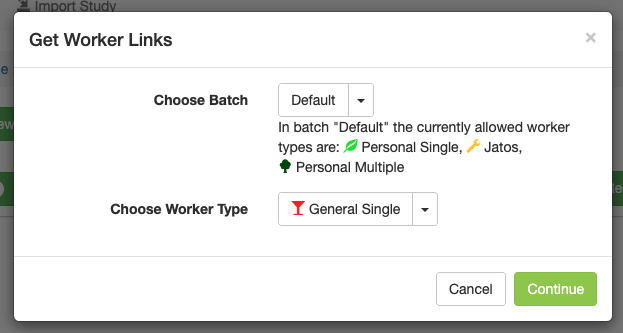 Import Study
Get Worker Links
×
Choose Batch
Default
In batch "Default" the currently allowed worker
types are: Personal Single, Jatos,
Personal Multiple
Choose Worker Type
General Single
Cancel
Continue